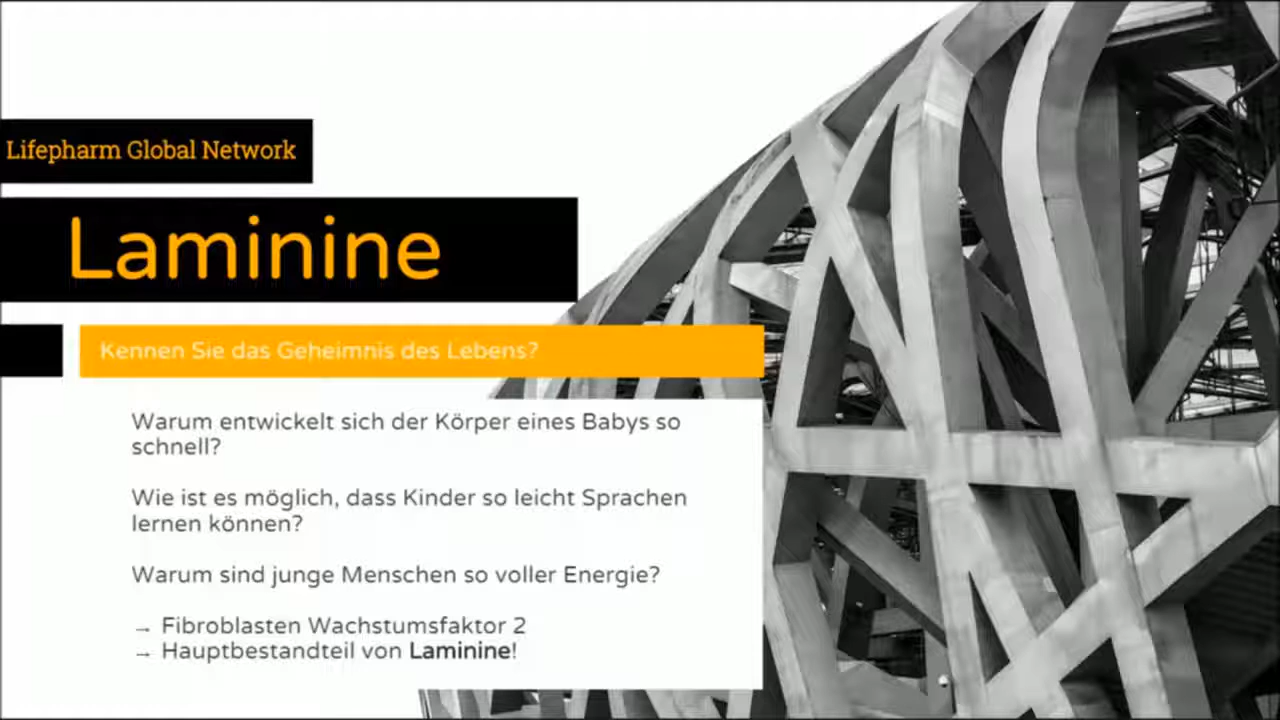 Lifepharm Global Network
Laminine
Kennen Sie das Geheimnis des Lebens?
Warum entwickelt sich der Körper eines Babys so
schnell?
Wie ist es möglich, dass Kinder so leicht Sprachen
lernen können?
Warum sind junge Menschen so voller Energie?
→ Fibroblasten Wachstumsfaktor 2
→ Hauptbestandteil von Laminine!